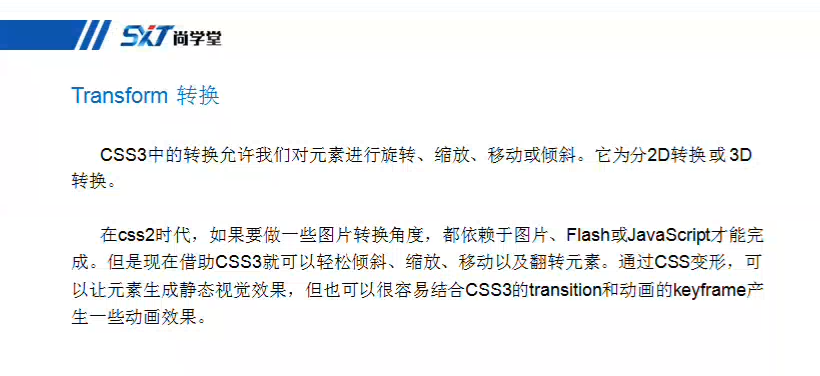 SXT尚学堂
Transform 转换
CSS3中的转换允许我们对元素进行旋转、缩放、移动或倾斜。它为分2D转换或 3D
转换。
在css2时代，如果要做一些图片转换角度，都依赖于图片、Flash或JavaScript才能完
成。但是现在借助CSS3就可以轻松倾斜、缩放、移动以及翻转元素。通过CSS变形，可
以让元素生成静态视觉效果，但也可以很容易结合CSS3的transition和动画的keyframe产
生一些动画效果。